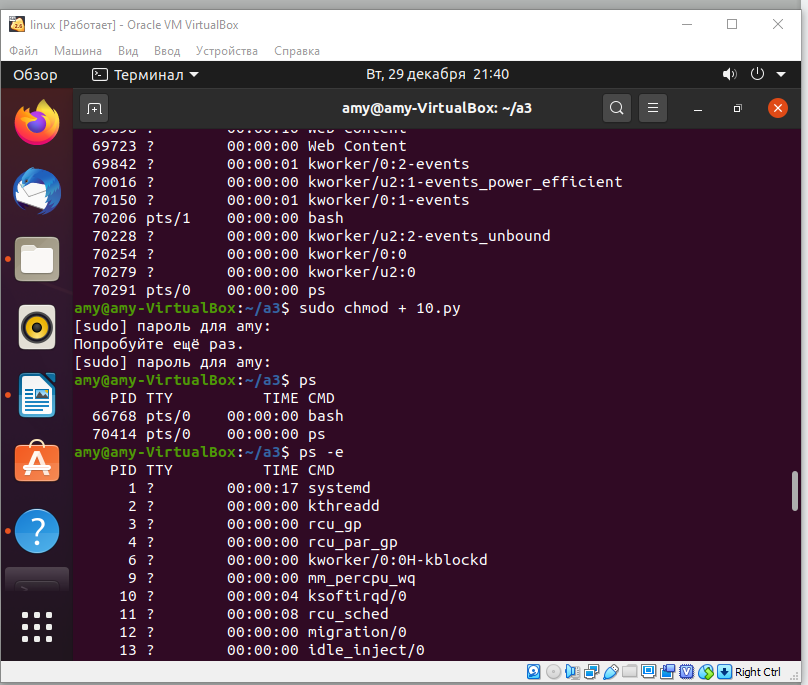 linux [Работает] - Oracle VM VirtualBox
Файл Машина Вид Ввод Устройства Справка
Обзор Терминал Вт, 29 декабря 21:40
amy@amy-VirtualBox: ~/a3
69698 ? 00:00:10 Web Content
69723 ? 00:00:00 Web Content
69842 ? 00:00:01 kworker/0:2-events
70016 ? 00:00:00 kworker/u2:1-events_power_efficient
70150 ? 00:00:01 kworker/0:1-events
70206 pts/1 00:00:00 bash
70228 ? 00:00:00 kworker/u2:2-events_unbound
70254 ? 00:00:00 kworker/0:0
70279 ? 00:00:00 kworker/u2:0
70291 pts/0 00:00:00 ps
amy@amy-VirtualBox:~/a3$ sudo chmod + 10.py
[sudo] пароль для amy:
Попробуйте ещё раз.
[sudo] пароль для amy:
amy@amy-VirtualBox:~/a3$ ps
PID TTY TIME CMD
66768 pts/0 00:00:00 bash
70414 pts/0 00:00:00 ps
amy@amy-VirtualBox:~/a3$ ps -e
PID TTY TIME CMD
1 ? 00:00:17 systemd
2 ? 00:00:00 kthreadd
3 ? 00:00:00 rcu_gp
4 ? 00:00:00 rcu_par_gp
6 ? 00:00:00 kworker/0:0H-kblockd
9 ? 00:00:00 mm_percpu_wq
10 ? 00:00:04 ksoftirqd/0
11 ? 00:00:08 rcu_sched
12 ? 00:00:00 migration/0
13 ? 00:00:00 idle_inject/0
Right Ctrl